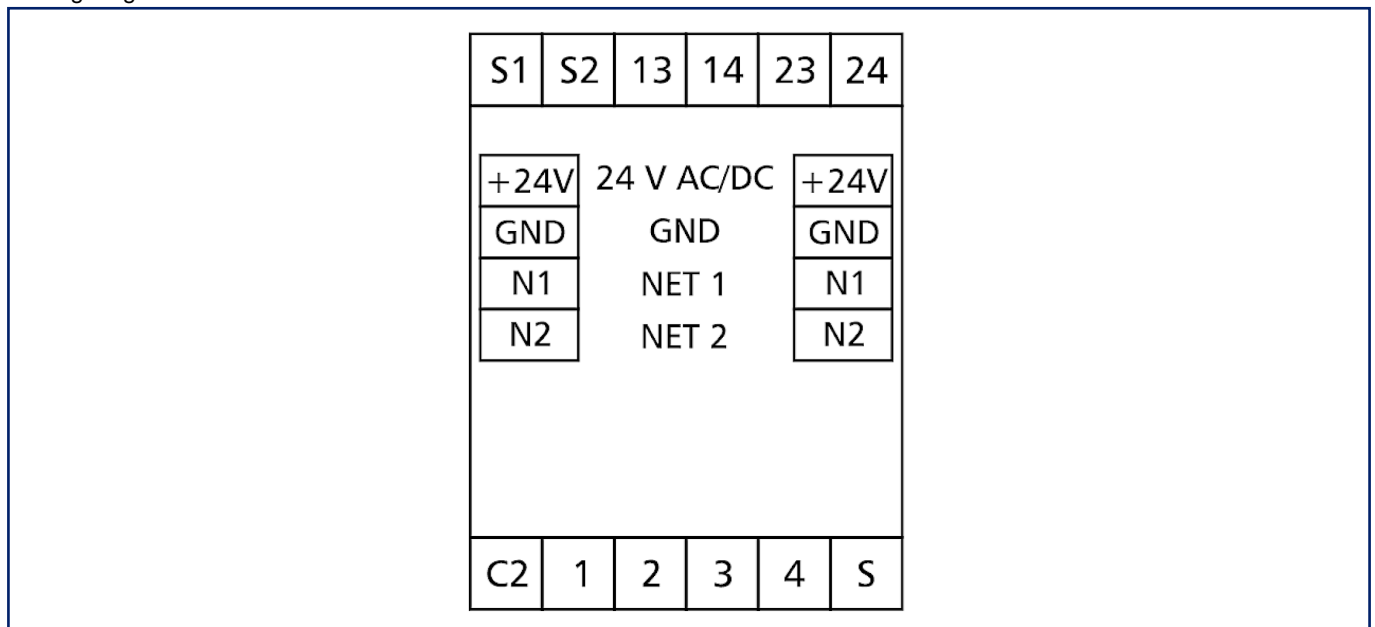 S1 S2 13 14 23 24
+24V 24 V AC/DC +24V
GND GND GND
N1 NET 1 N1
N2 NET 2 N2
C2 1 2 3 4 S